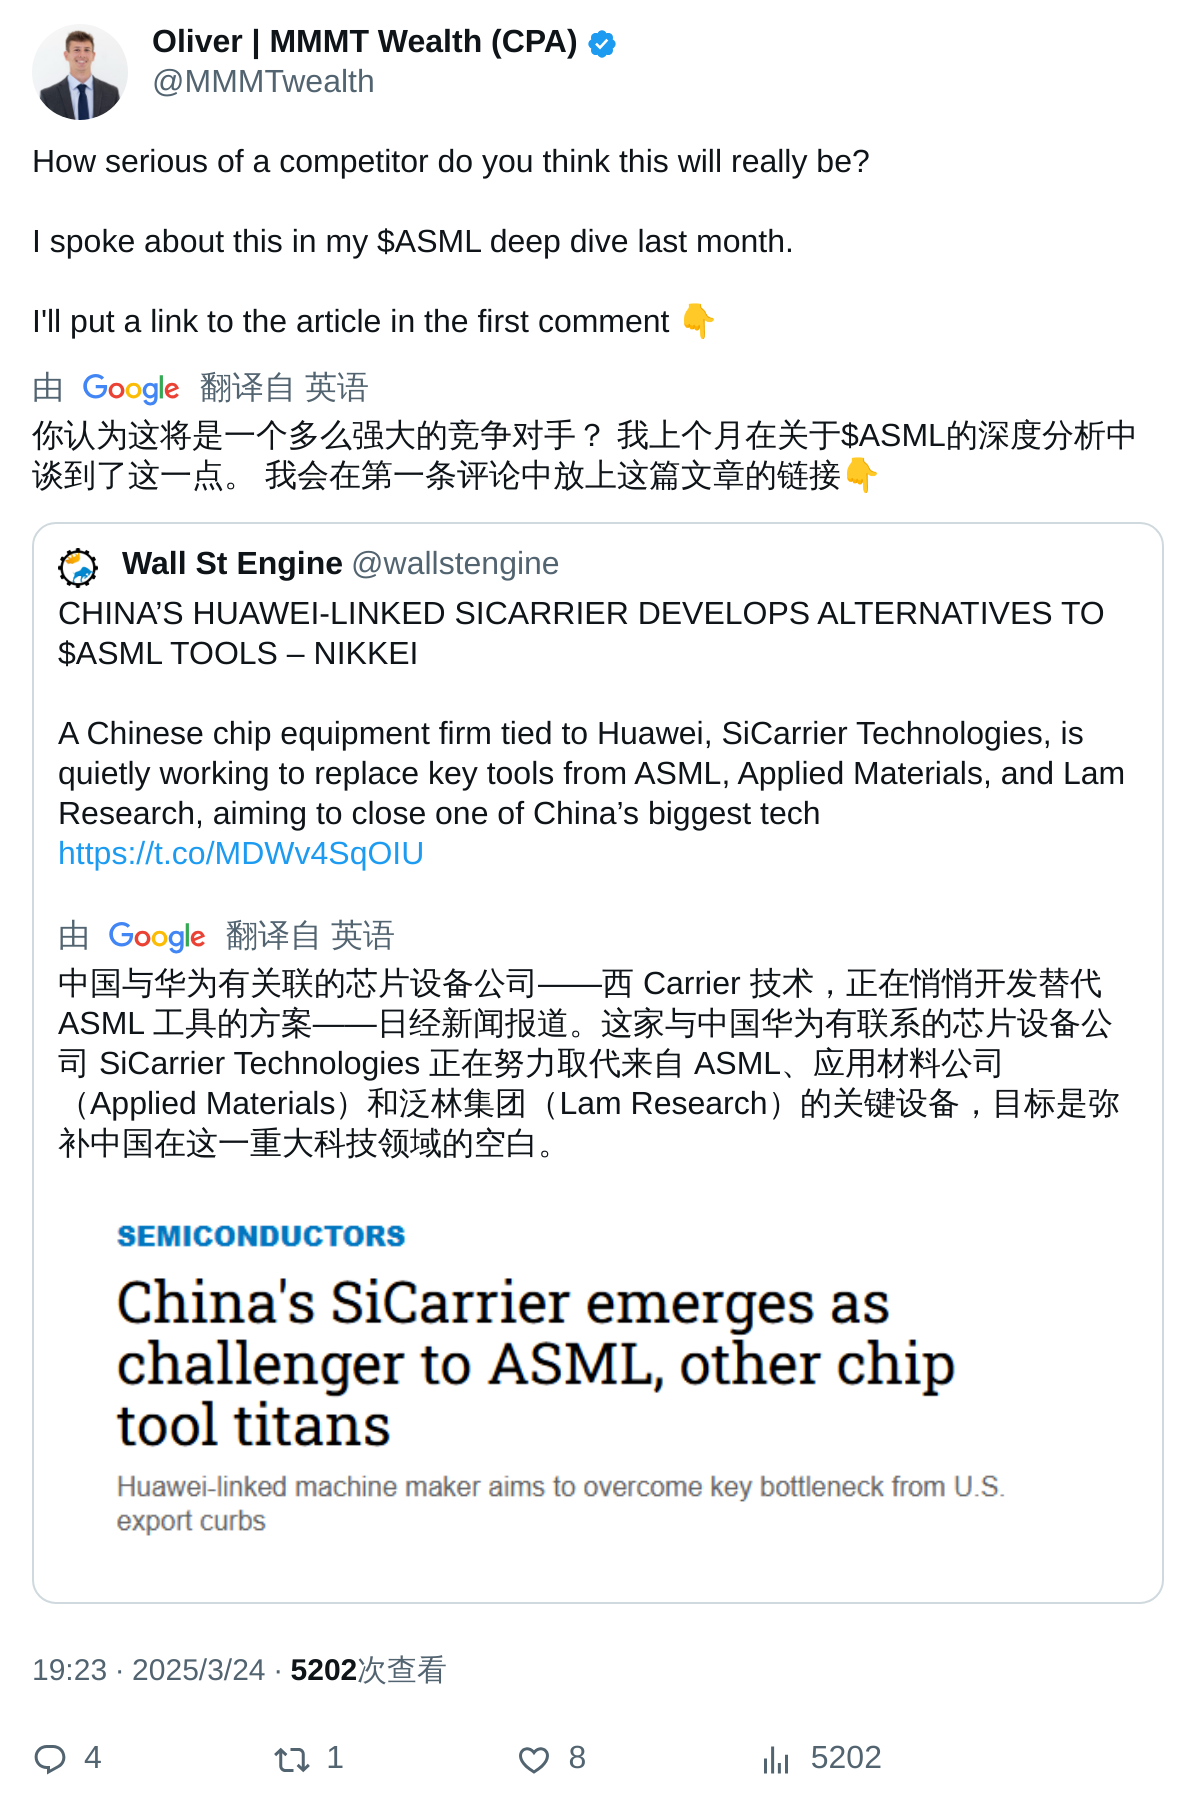 Oliver | MMMT Wealth (CPA)
@MMMTwealth
How serious of a competitor do you think this will really be?
I spoke about this in my $ASML deep dive last month.
I'll put a link to the article in the first comment 👇
由 Google 翻译自 英语
你认为这将是一个多么强大的竞争对手？ 我上个月在关于$ASML的深度分析中
谈到了这一点。 我会在第一条评论中放上这篇文章的链接👇
Wall St Engine @wallstengine
CHINA’S HUAWEI-LINKED SICARRIER DEVELOPS ALTERNATIVES TO
$ASML TOOLS – NIKKEI
A Chinese chip equipment firm tied to Huawei, SiCarrier Technologies, is
quietly working to replace key tools from ASML, Applied Materials, and Lam
Research, aiming to close one of China’s biggest tech
https://t.co/MDWv4SqOIU
由 Google 翻译自 英语
中国与华为有关联的芯片设备公司——西 Carrier 技术，正在悄悄开发替代
ASML 工具的方案——日经新闻报道。这家与中国华为有联系的芯片设备公
司 SiCarrier Technologies 正在努力取代来自 ASML、应用材料公司
（Applied Materials）和泛林集团（Lam Research）的关键设备，目标是弥
补中国在这一重大科技领域的空白。
SEMICONDUCTORS
China's SiCarrier emerges as
challenger to ASML, other chip
tool titans
Huawei-linked machine maker aims to overcome key bottleneck from U.S.
export curbs
19:23 · 2025/3/24 · 5202次查看
4 1 8 5202